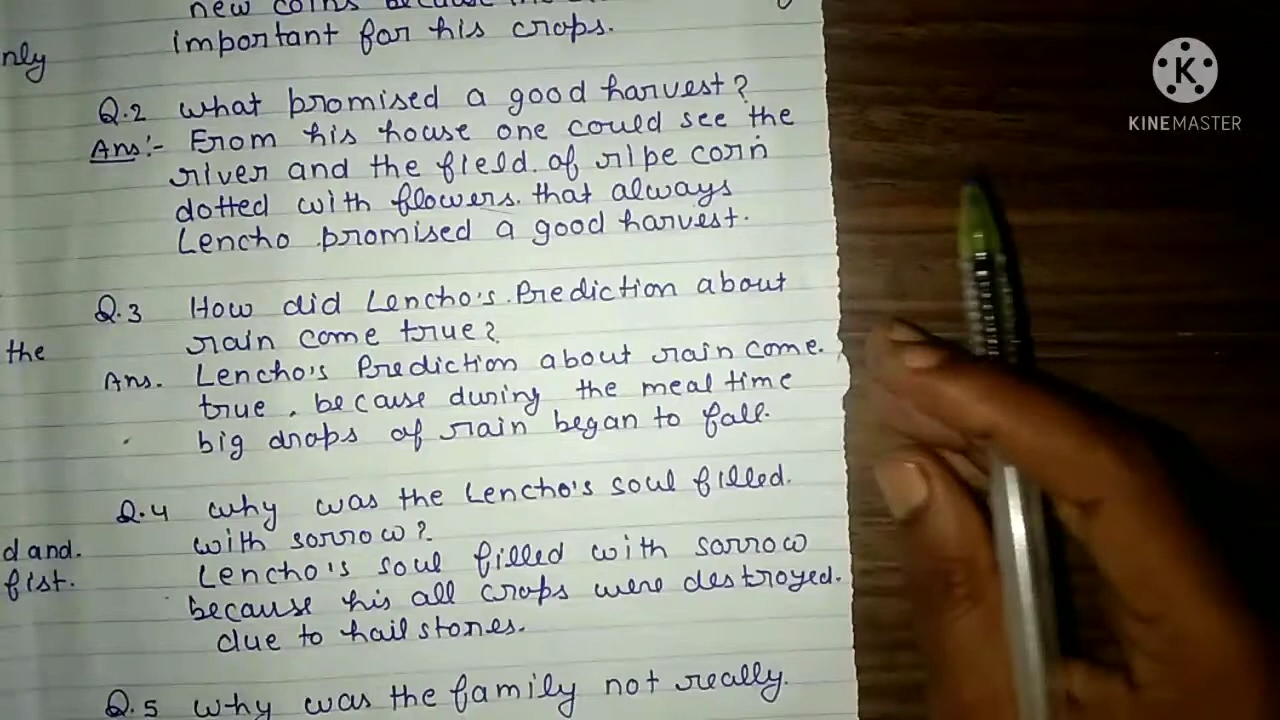 new coins because the
important for his crops.
nly
Q.2 what promised a good harvest?
Ans:- From his house one could see the
river and the field. of ripe corn
dotted with flowers. that always
Lencho promised a good harvest.
Q.3 How did Lencho's Prediction about
rain come true?
the
Ans. Lencho's Prediction about rain come.
true, because during the meal time
big drops of rain began to fall.
Q.4 why was the Lencho's soul filled.
with sorrow?
d and.
Lencho's soul filled with sorrow
fist.
because his all crops were destroyed.
due to hailstones.
Q.5 why was the family not really.
K
KINEMASTER